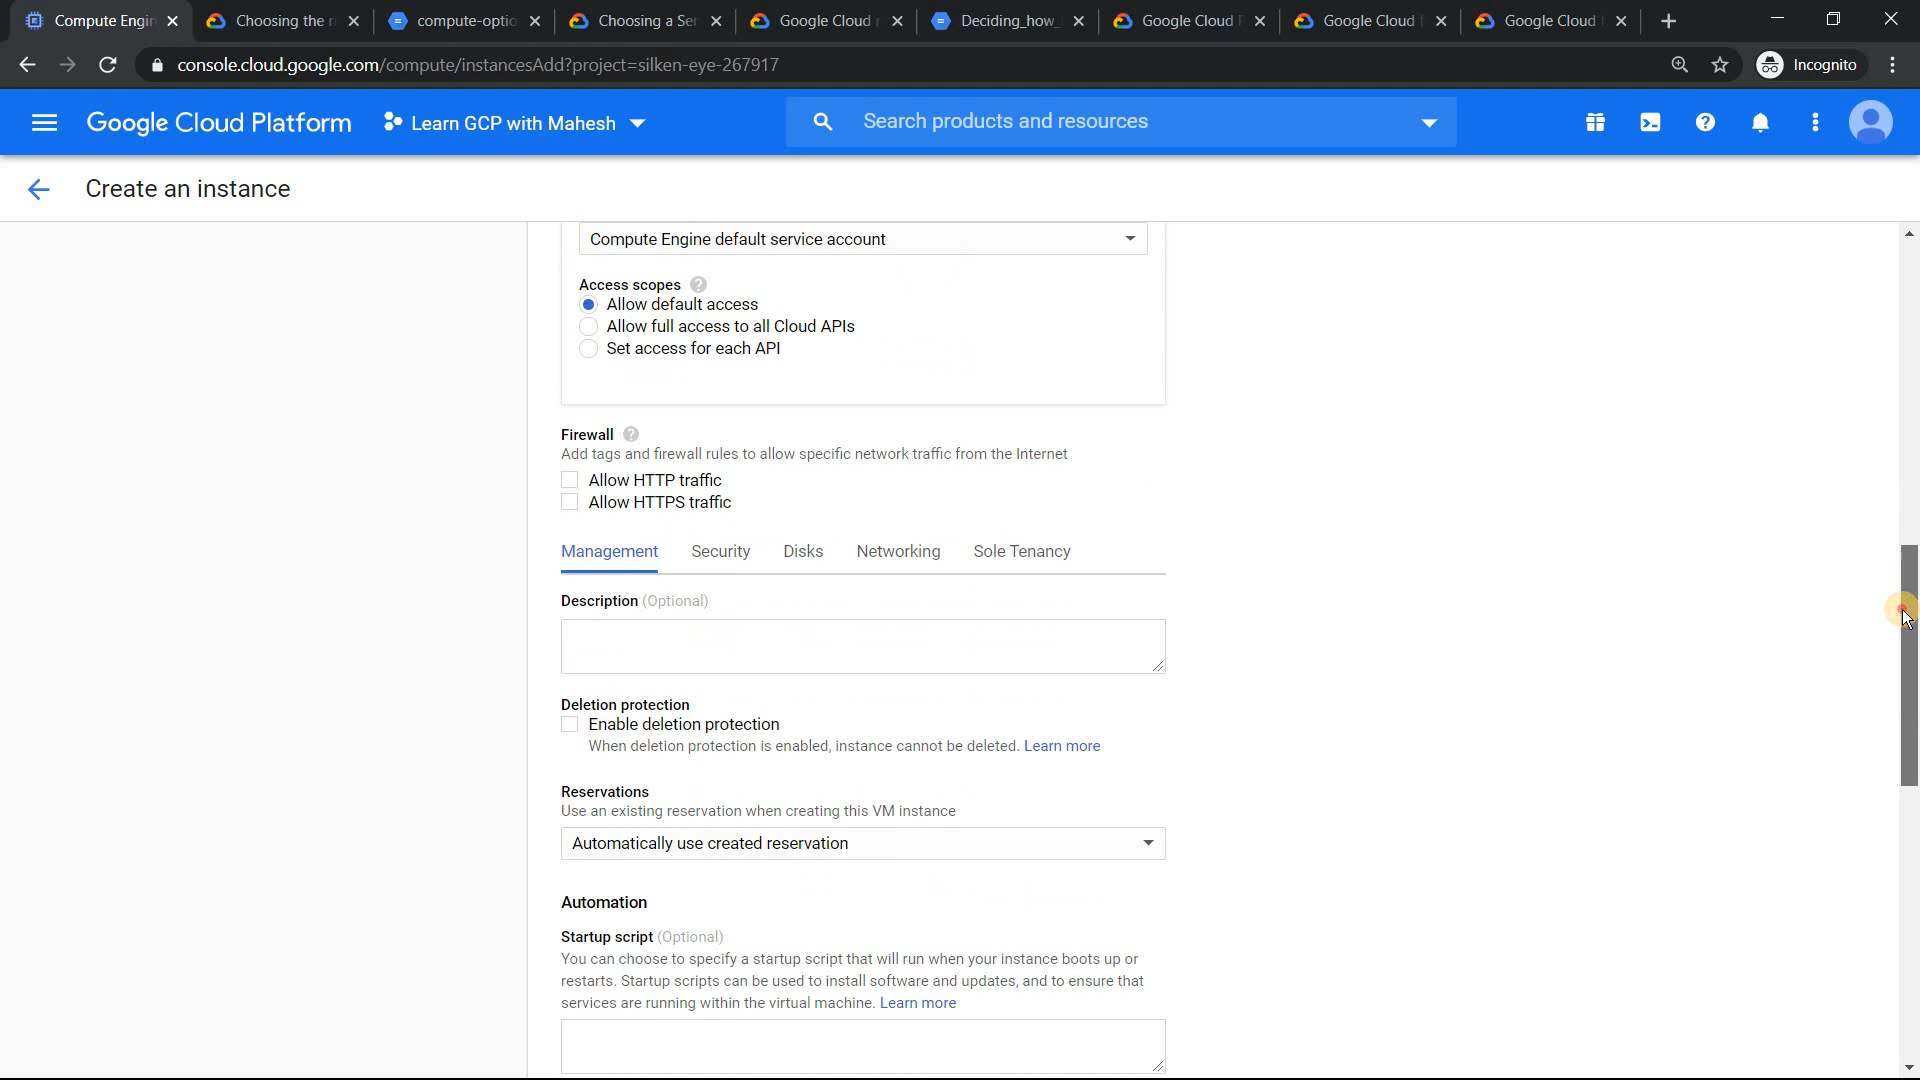 Compute Engin
Choosing the r
compute-optio
Choosing a Ser
Google Cloud
Deciding_how_
Google Cloud
Google Cloud
Google Cloud
console.cloud.google.com/compute/instancesAdd?project=silken-eye-267917
Incognito
Google Cloud Platform
Learn GCP with Mahesh
Search products and resources
Create an instance
Compute Engine default service account
Access scopes
Allow default access
Allow full access to all Cloud APIs
Set access for each API
Firewall
Add tags and firewall rules to allow specific network traffic from the Internet
Allow HTTP traffic
Allow HTTPS traffic
Management Security Disks Networking Sole Tenancy
Description (Optional)
Deletion protection
Enable deletion protection
When deletion protection is enabled, instance cannot be deleted. Learn more
Reservations
Use an existing reservation when creating this VM instance
Automatically use created reservation
Automation
Startup script (Optional)
You can choose to specify a startup script that will run when your instance boots up or
restarts. Startup scripts can be used to install software and updates, and to ensure that
services are running within the virtual machine. Learn more